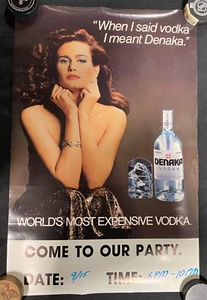 "When I said vodka
I meant Denaka."
DENAKA
VODKA
WORLD'S MOST EXPENSIVE VODKA.
COME TO OUR PARTY.
DATE: 9/15 TIME: 6PM-10PM